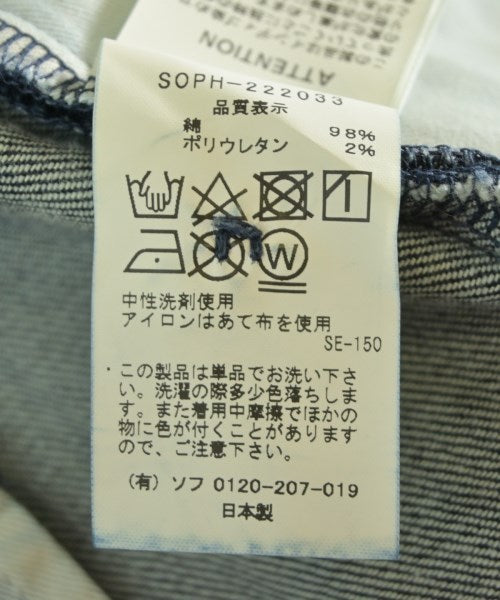 ATTENTION
SOPH-222033
品質表示
綿 98%
ポリウレタン 2%
W
中性洗剤使用
アイロンはあて布を使用
SE-150
・この製品は単品でお洗い下さ
い。洗濯の際多少色落ちしま
す。また着用中摩擦でほかの
物に色が付くことがあります
ので、ご注意下さい。
(有) ソフ 0120-207-019
日本製